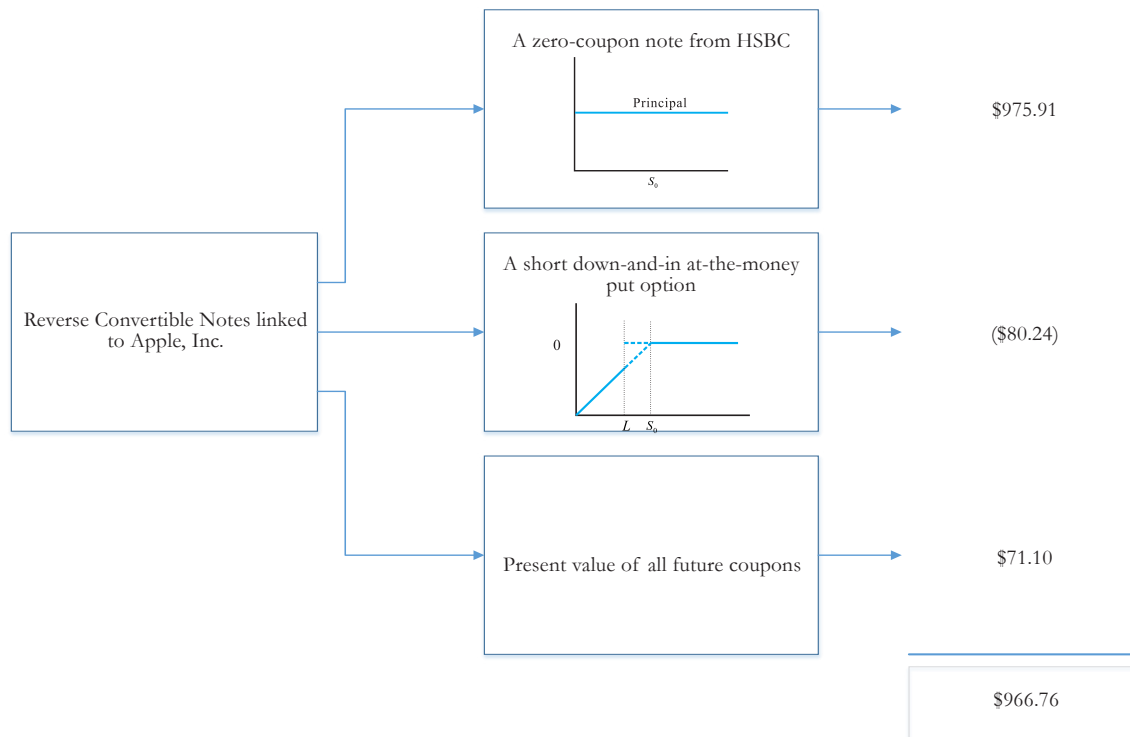 A zero-coupon note from HSBC
Principal
S₀
$975.91
Reverse Convertible Notes linked
to Apple, Inc.
A short down-and-in at-the-money
put option
0
L S₀
($80.24)
Present value of all future coupons
$71.10
$966.76